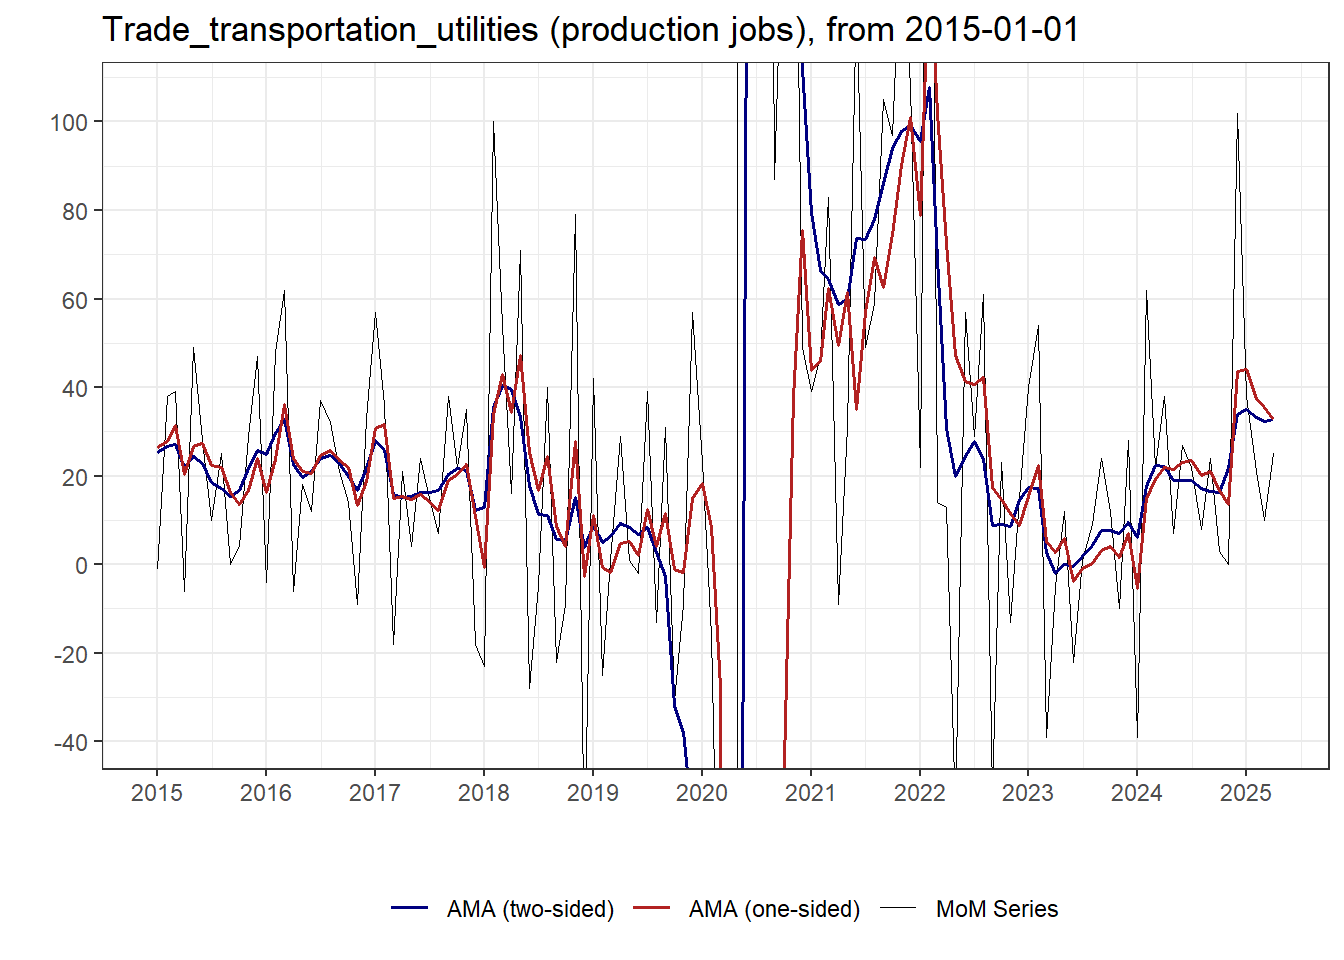 Trade_transportation_utilities (production jobs), from 2015-01-01
100
80
60
40
20
0
-20
-40
2015 2016 2017 2018 2019 2020 2021 2022 2023 2024 2025
AMA (two-sided) AMA (one-sided) MoM Series